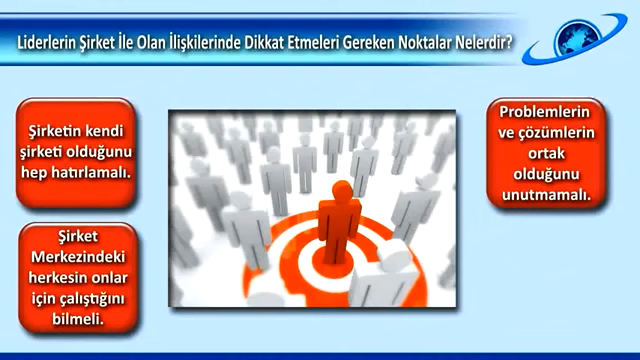 Liderlerin Şirket İle Olan İlişkilerinde Dikkat Etmeleri Gereken Noktalar Nelerdir?
Şirketin kendi
şirketi olduğunu
hep hatırlamalı.
Şirket
Merkezindeki
herkesin onlar
için çalıştığını
bilmeli.
Problemlerin
ve çözümlerin
ortak
olduğunu
unutmamalı.